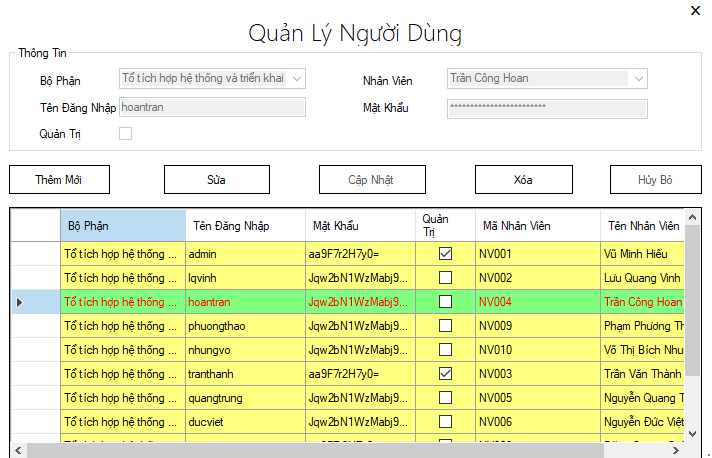 Quản Lý Người Dùng
Thông Tin
Bộ Phận Tổ tích hợp hệ thống và triển khai Nhân Viên Trần Công Hoan
Tên Đăng Nhập hoantran Mật Khẩu ************************
Quản Trị
Thêm Mới Sửa Cập Nhật Xóa Hủy Bỏ
Bộ Phận Tên Đăng Nhập Mật Khẩu Quản Trị Mã Nhân Viên Tên Nhân Viên
Tổ tích hợp hệ thống ... admin aa9F7r2H7y0= NV001 Vũ Minh Hiếu
Tổ tích hợp hệ thống ... lqvinh Jqw2bN1WzMabj9... NV002 Lưu Quang Vinh
Tổ tích hợp hệ thống ... hoantran Jqw2bN1WzMabj9... NV004 Trần Công Hoan
Tổ tích hợp hệ thống ... phuongthao Jqw2bN1WzMabj9... NV009 Phạm Phương Th
Tổ tích hợp hệ thống ... nhungvo Jqw2bN1WzMabj9... NV010 Võ Thị Bích Nhu
Tổ tích hợp hệ thống ... tranthanh aa9F7r2H7y0= NV003 Trần Văn Thành
Tổ tích hợp hệ thống ... quangtrung Jqw2bN1WzMabj9... NV005 Nguyễn Quang T
Tổ tích hợp hệ thống ... ducviet Jqw2bN1WzMabj9... NV006 Nguyễn Đức Việt